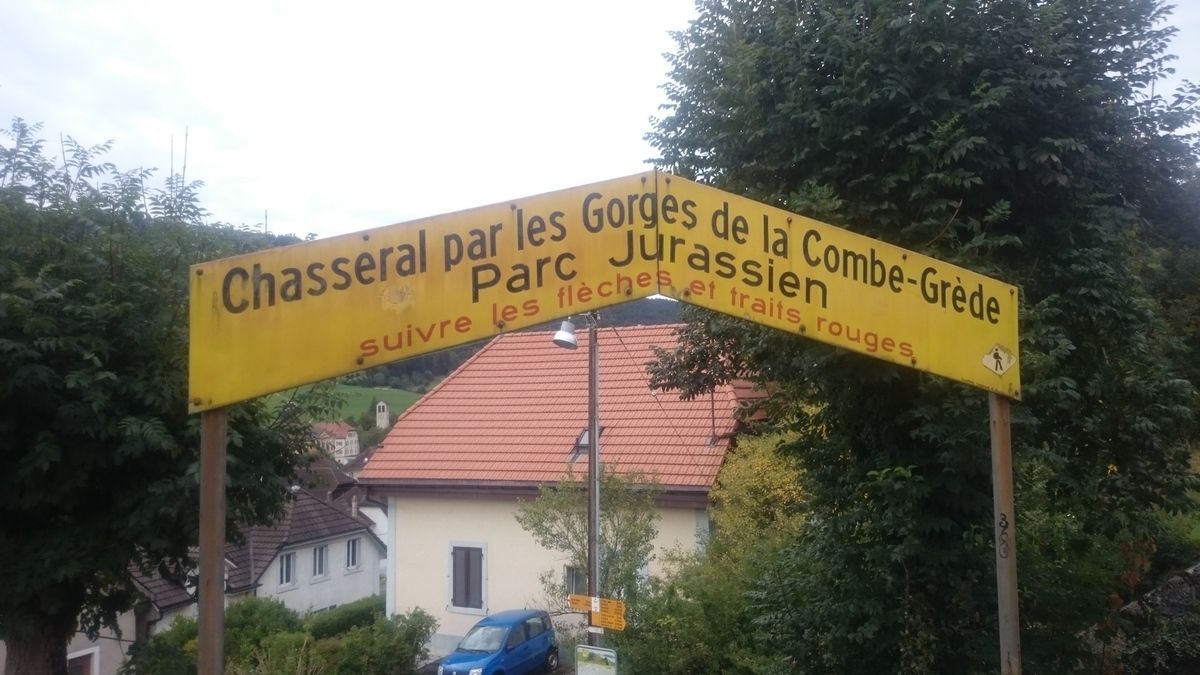 Chasseral par les Gorges de la Combe-Grède
Parc Jurassien
suivre les flèches et traits rouges